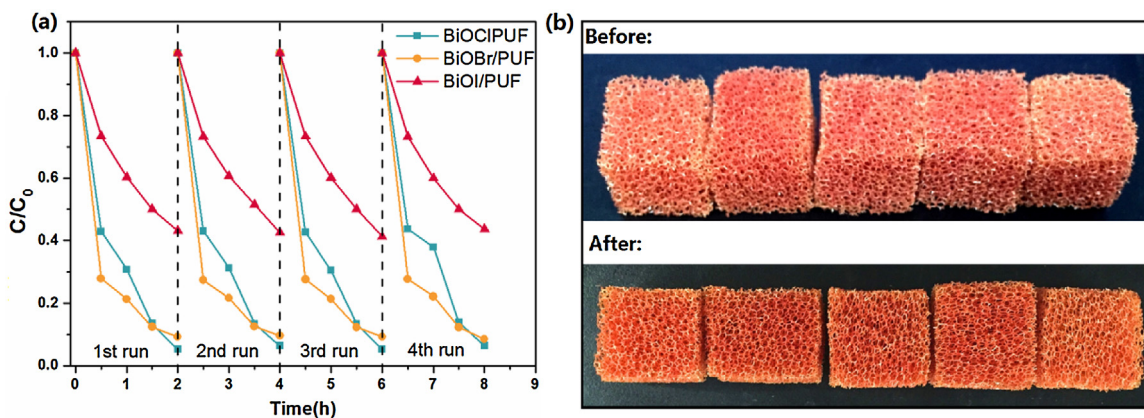 (a)
BiOClPUF
BiOBr/PUF
BiOI/PUF
C/C0
1.0
0.8
0.6
0.4
0.2
0.0
1st run
2nd run
3rd run
4th run
0 1 2 3 4 5 6 7 8 9
Time(h)
(b)
Before:
After: